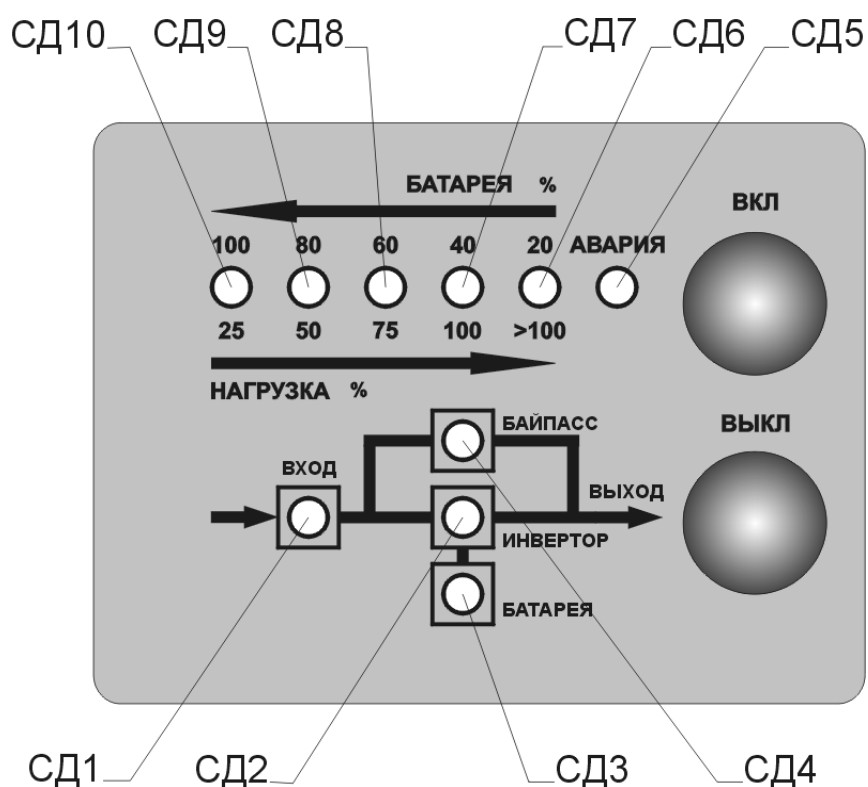 СД10 СД9 СД8 СД7 СД6 СД5
БАТАРЕЯ %
ВКЛ
100 80 60 40 20 АВАРИЯ
25 50 75 100 >100
НАГРУЗКА %
БАЙПАСС
ВЫКЛ
ВХОД
ВЫХОД
ИНВЕРТОР
БАТАРЕЯ
СД1 СД2 СД3 СД4